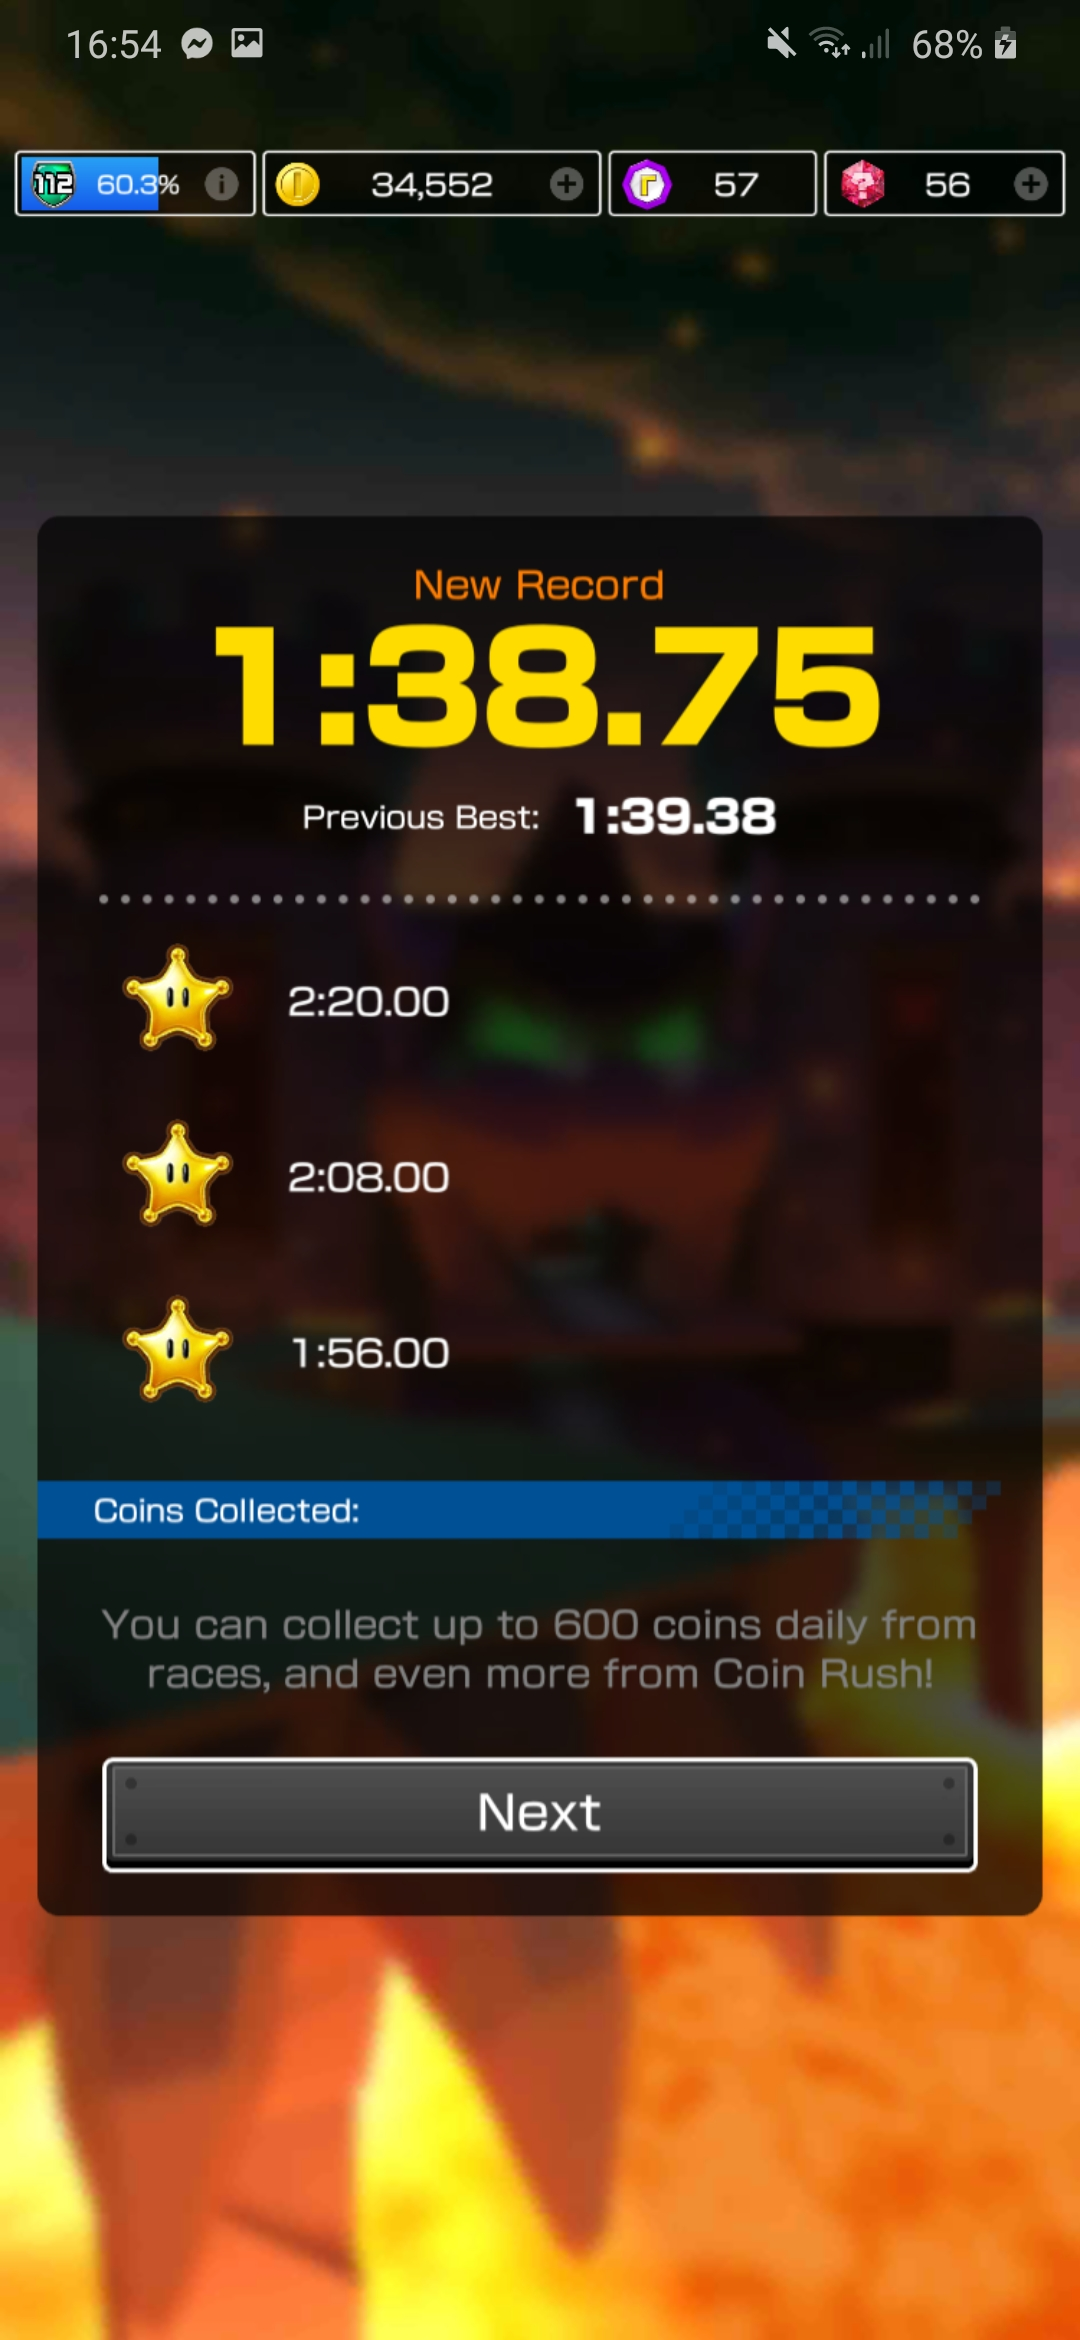 16:54 68%
112 60.3% i 34,552 + 57 ? 56 +
New Record
1:38.75
Previous Best: 1:39.38
2:20.00
2:08.00
1:56.00
Coins Collected:
You can collect up to 600 coins daily from
races, and even more from Coin Rush!
Next